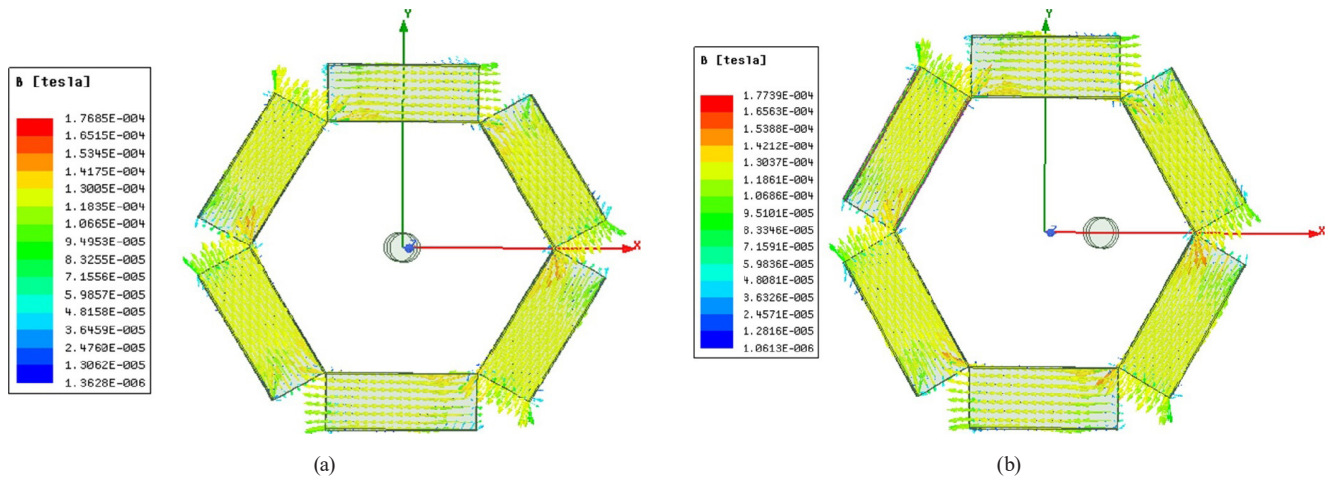 B [tesla]
1.7685E-004
1.6515E-004
1.5345E-004
1.4175E-004
1.3005E-004
1.1835E-004
1.0665E-004
9.4953E-005
8.3255E-005
7.1556E-005
5.9857E-005
4.8158E-005
3.6459E-005
2.4760E-005
1.3062E-005
1.3628E-006
Y
X
(a)
B [tesla]
1.7739E-004
1.6563E-004
1.5388E-004
1.4212E-004
1.3037E-004
1.1861E-004
1.0686E-004
9.5101E-005
8.3346E-005
7.1591E-005
5.9836E-005
4.8081E-005
3.6326E-005
2.4571E-005
1.2816E-005
1.0613E-006
Y
X
(b)